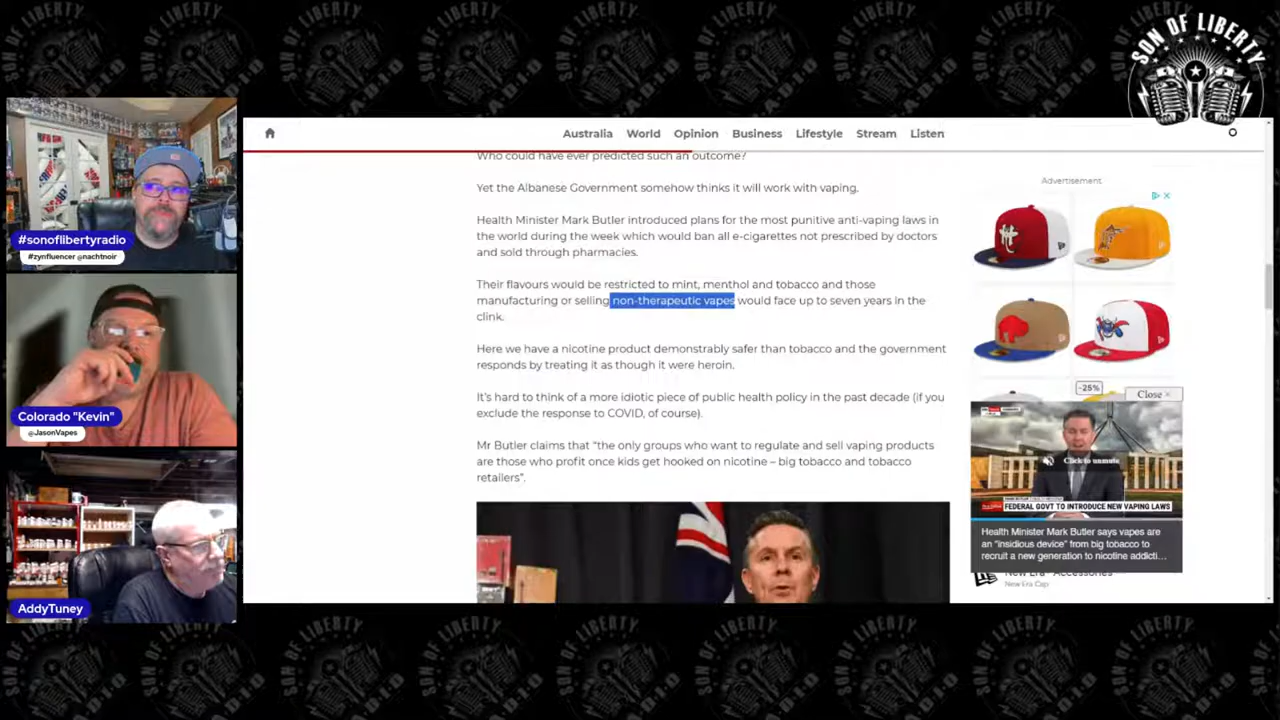 SON OF LIBERTY
RADIO
Australia World Opinion Business Lifestyle Stream Listen
Who could have ever predicted such an outcome?
Yet the Albanese Government somehow thinks it will work with vaping.
Health Minister Mark Butler introduced plans for the most punitive anti-vaping laws in
the world during the week which would ban all e-cigarettes not prescribed by doctors
and sold through pharmacies.
Their flavours would be restricted to mint, menthol and tobacco and those
manufacturing or selling non-therapeutic vapes would face up to seven years in the
clink.
Here we have a nicotine product demonstrably safer than tobacco and the government
responds by treating it as though it were heroin.
It's hard to think of a more idiotic piece of public health policy in the past decade (if you
exclude the response to COVID, of course).
Mr Butler claims that “the only groups who want to regulate and sell vaping products
are those who profit once kids get hooked on nicotine – big tobacco and tobacco
retailers”.
Advertisement
-25%
Close ×
Click to unmute
FEDERAL GOVT TO INTRODUCE NEW VAPING LAWS
Health Minister Mark Butler says vapes are
an “insidious device” from big tobacco to
recruit a new generation to nicotine addicti...
New Era® Accessories
New Era Cap
#sonoflibertyradio
#zynfluencer @nachtnoir
Colorado "Kevin"
@JasonVapes
AddyTuney